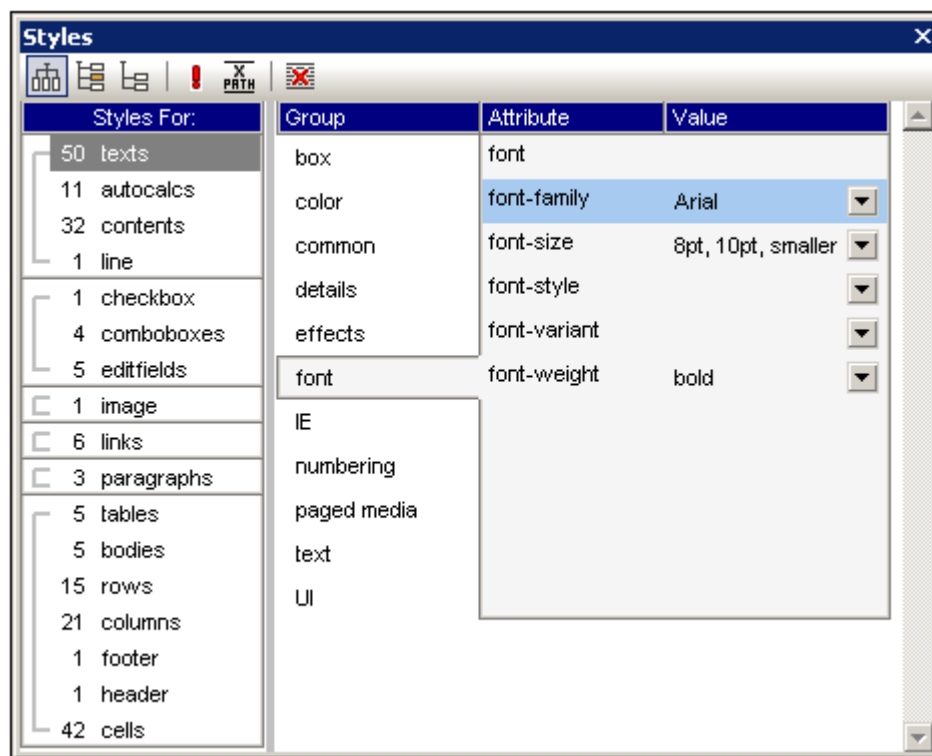 Styles
X
PATH
Styles For:
50 texts
11 autocalcs
32 contents
1 line
1 checkbox
4 comboboxes
5 editfields
1 image
6 links
3 paragraphs
5 tables
5 bodies
15 rows
21 columns
1 footer
1 header
42 cells
Group
box
color
common
details
effects
font
IE
numbering
paged media
text
UI
Attribute Value
font
font-family Arial
font-size 8pt, 10pt, smaller
font-style
font-variant
font-weight bold